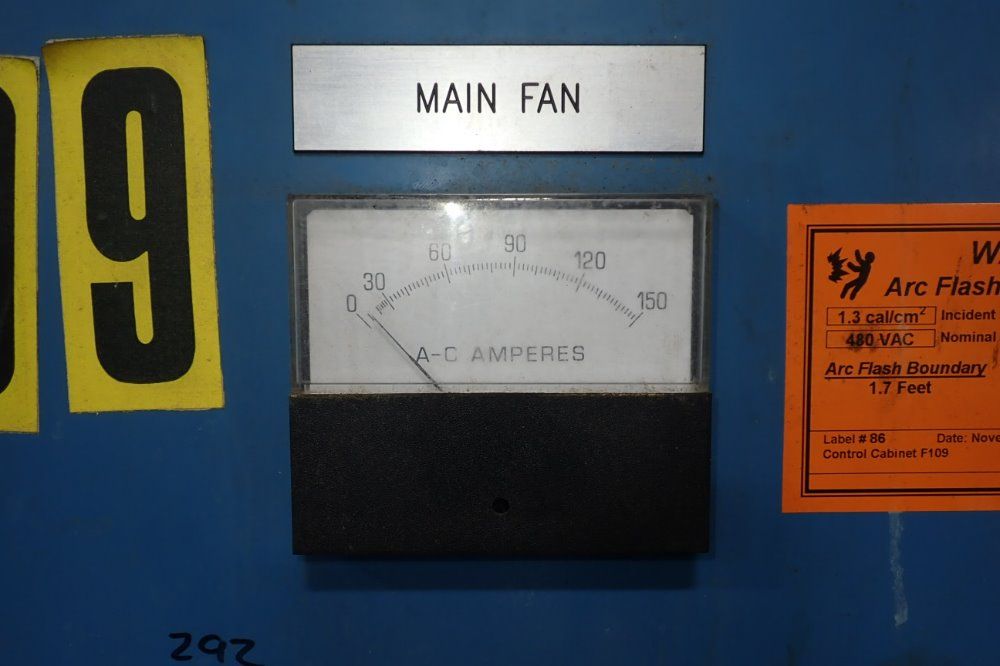 9
MAIN FAN
0 30 60 90 120 150
A-C AMPERES
Arc Flash
1.3 cal/cm² Incident
480 VAC Nominal
Arc Flash Boundary
1.7 Feet
Label # 86 Date: Nove
Control Cabinet F109
292